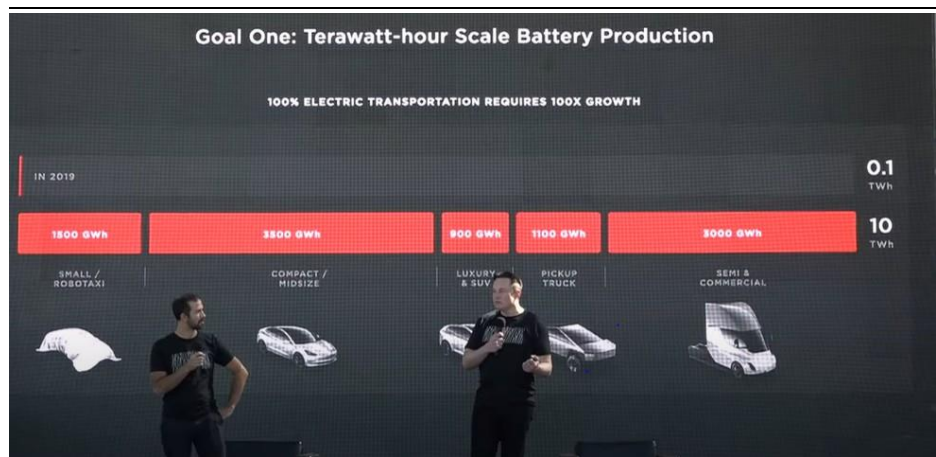 Goal One: Terawatt-hour Scale Battery Production
100% ELECTRIC TRANSPORTATION REQUIRES 100X GROWTH
IN 2019
0.1
TWh
1500 GWh
3500 GWh
900 GWh
1100 GWh
3000 GWh
10
TWh
SMALL /
ROBOTAXI
COMPACT /
MIDSIZE
LUXURY
& SUV
PICKUP
TRUCK
SEMI &
COMMERCIAL